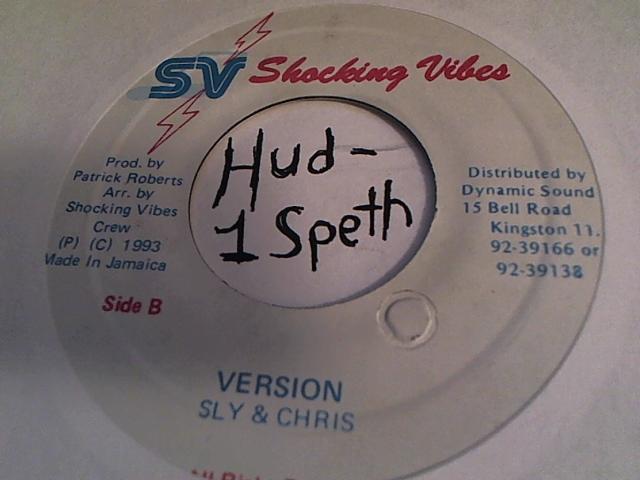 SV Shocking Vibes
Prod. by
Patrick Roberts
Arr. by
Shocking Vibes
Crew
(P) (C) 1993
Made In Jamaica
Side B
Hud-
1 Speth
Distributed by
Dynamic Sound
15 Bell Road
Kingston 11.
92-39166 or
92-39138
VERSION
SLY & CHRIS